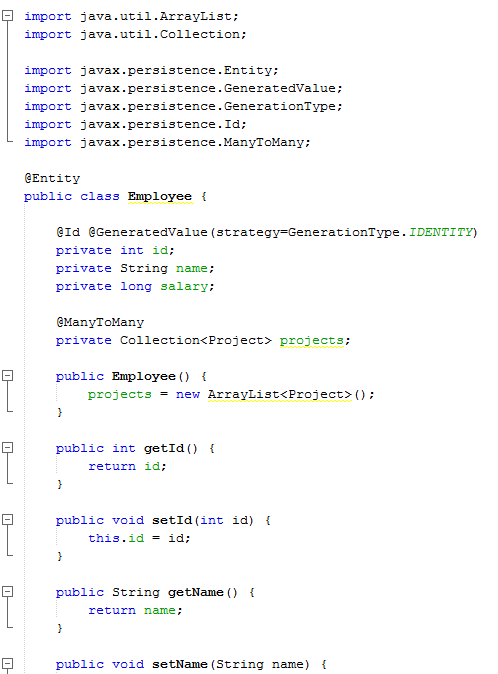 import java.util.ArrayList;
import java.util.Collection;
import javax.persistence.Entity;
import javax.persistence.GeneratedValue;
import javax.persistence.GenerationType;
import javax.persistence.Id;
import javax.persistence.ManyToMany;
@Entity
public class Employee {
@Id @GeneratedValue(strategy=GenerationType.IDENTITY)
private int id;
private String name;
private long salary;
@ManyToMany
private Collection<Project> projects;
public Employee() {
projects = new ArrayList<Project>();
}
public int getId() {
return id;
}
public void setId(int id) {
this.id = id;
}
public String getName() {
return name;
}
public void setName(String name) {